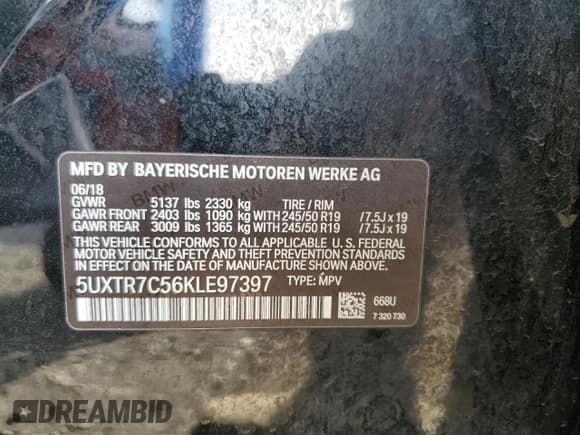 MFD BY BAYERISCHE MOTOREN WERKE AG
06/18
GVWR 5137 lbs 2330 kg TIRE / RIM
GAWR FRONT 2403 lbs 1090 kg WITH 245/50 R19 / 7.5J x 19
GAWR REAR 3009 lbs 1365 kg WITH 245/50 R19 / 7.5J x 19
THIS VEHICLE CONFORMS TO ALL APPLICABLE U. S. FEDERAL
MOTOR VEHICLE SAFETY AND THEFT PREVENTION STANDARDS
IN EFFECT ON THE DATE OF MANUFACTURE SHOWN ABOVE.
5UXTR7C56KLE97397 TYPE: MPV
668U
7 320 730
DREAMBID